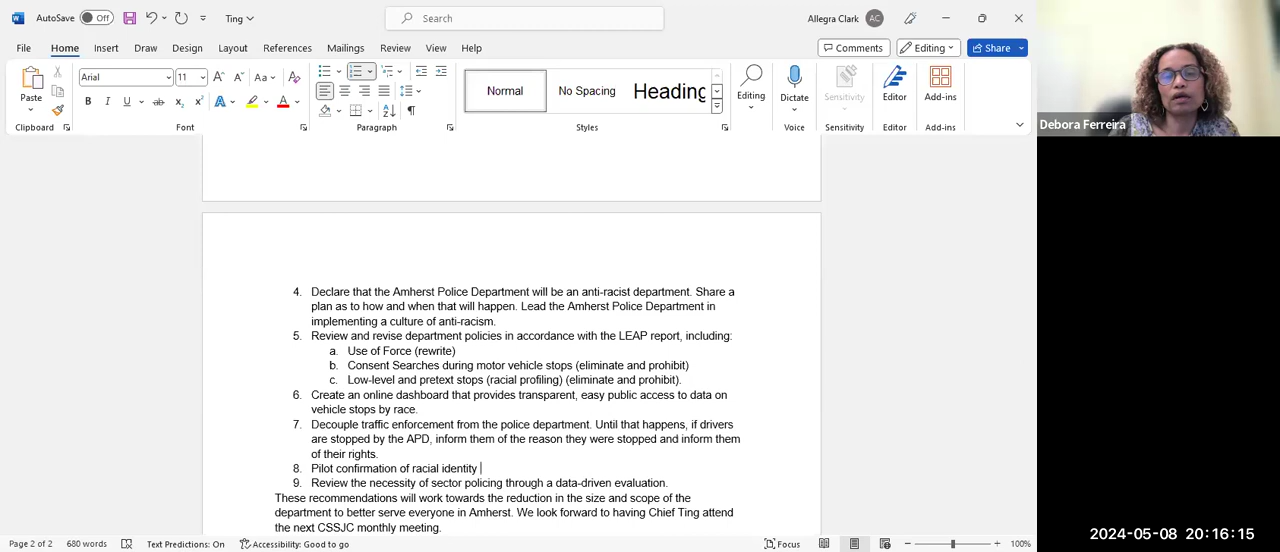 AutoSave Off Ting Search Allegra Clark AC
File Home Insert Draw Design Layout References Mailings Review View Help Comments Editing Share
Arial 11 Aa
Paste B I U ab x₂ x² A A Normal No Spacing Heading Editing Dictate Sensitivity Editor Add-ins
Clipboard Font Paragraph Styles Voice Sensitivity Editor Add-ins
Debora Ferreira
4. Declare that the Amherst Police Department will be an anti-racist department. Share a
plan as to how and when that will happen. Lead the Amherst Police Department in
implementing a culture of anti-racism.
5. Review and revise department policies in accordance with the LEAP report, including:
a. Use of Force (rewrite)
b. Consent Searches during motor vehicle stops (eliminate and prohibit)
c. Low-level and pretext stops (racial profiling) (eliminate and prohibit).
6. Create an online dashboard that provides transparent, easy public access to data on
vehicle stops by race.
7. Decouple traffic enforcement from the police department. Until that happens, if drivers
are stopped by the APD, inform them of the reason they were stopped and inform them
of their rights.
8. Pilot confirmation of racial identity
9. Review the necessity of sector policing through a data-driven evaluation.
These recommendations will work towards the reduction in the size and scope of the
department to better serve everyone in Amherst. We look forward to having Chief Ting attend
the next CSSJC monthly meeting.
Page 2 of 2 680 words Text Predictions: On Accessibility: Good to go Focus 100%
2024-05-08 20:16:15